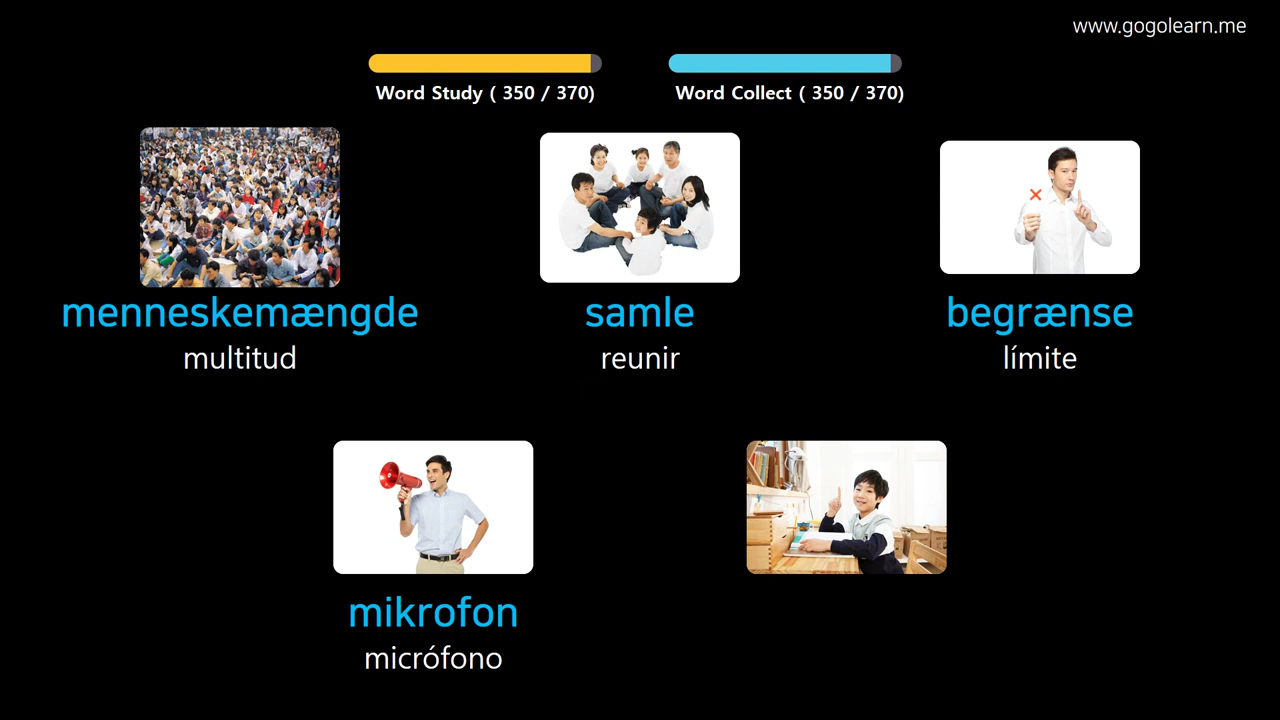 www.gogolearn.me
Word Study ( 350 / 370)
Word Collect ( 350 / 370)
menneskemængde
multitud
samle
reunir
begrænse
límite
mikrofon
micrófono